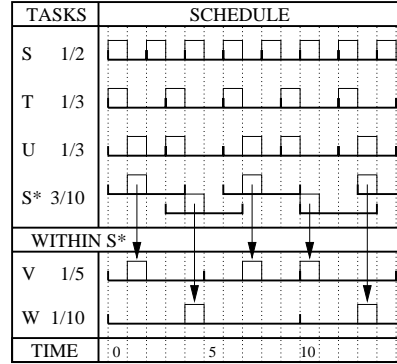 TASKS SCHEDULE
S 1/2
T 1/3
U 1/3
S* 3/10
WITHIN S*
V 1/5
W 1/10
TIME 0 5 10